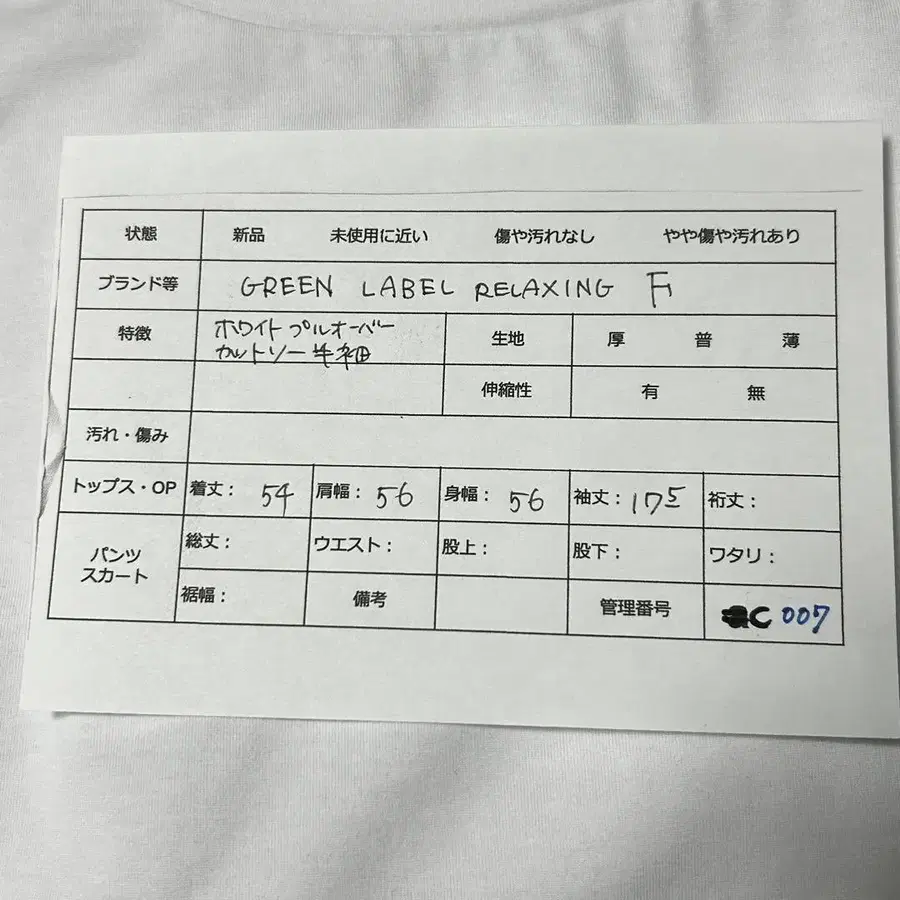 状態 新品 未使用に近い 傷や汚れなし やや傷や汚れあり
ブランド等 GREEN LABEL RELAXING F
特徴 ホワイト プルオーバー
カットソー 半袖
生地 厚 普 薄
伸縮性 有 無
汚れ・傷み
トップス・OP 着丈： 54 肩幅： 56 身幅： 56 袖丈： 175 裄丈：
パンツ
スカート
総丈： ウエスト： 股上： 股下： ワタリ：
裾幅： 備考 管理番号 C 007